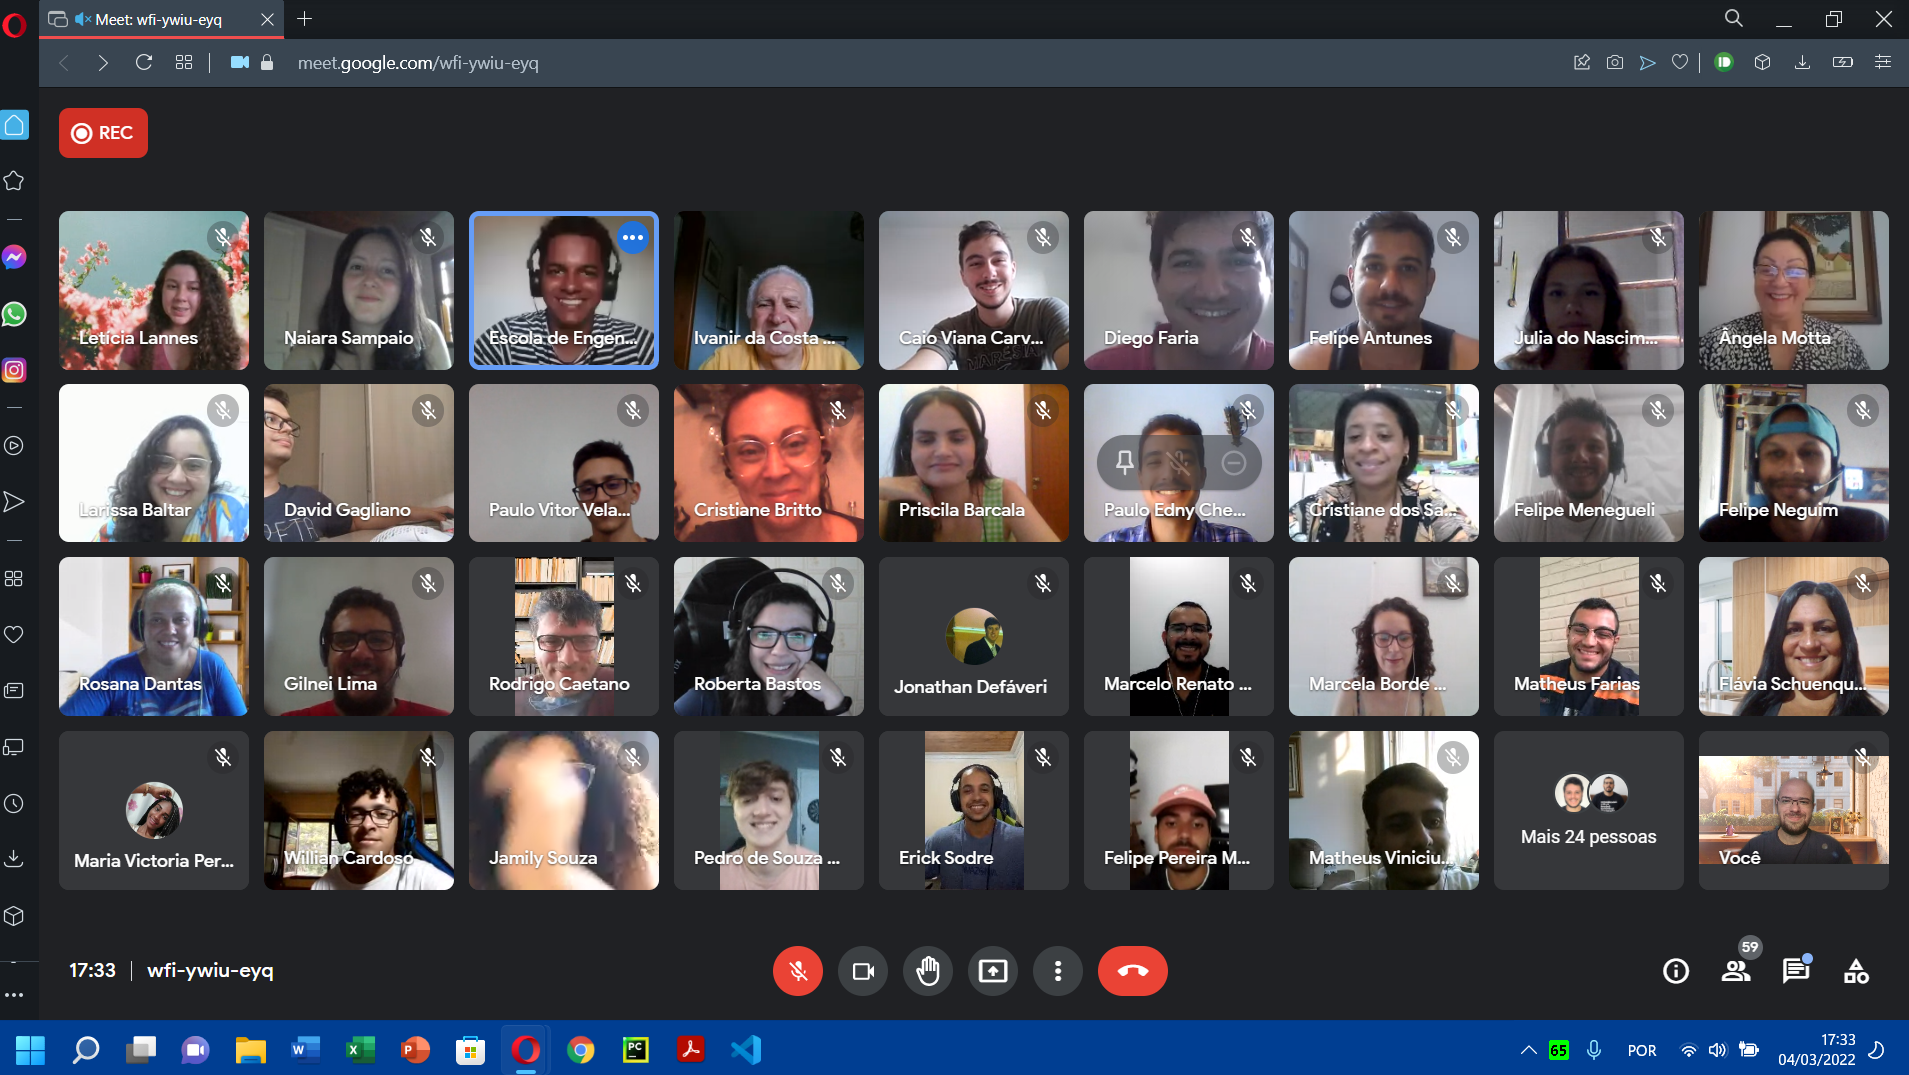 Meet: wfi-ywiu-eyq
meet.google.com/wfi-ywiu-eyq
REC
Leticia Lannes
Naiara Sampaio
Escola de Engen...
Ivanir da Costa ...
Caio Viana Carv...
Diego Faria
Felipe Antunes
Julia do Nascim...
Ângela Motta
Larissa Baltar
David Gagliano
Paulo Vitor Vela...
Cristiane Britto
Priscila Barcala
Paulo Edny Che...
Cristiane dos Sa...
Felipe Menegueli
Felipe Neguim
Rosana Dantas
Gilnei Lima
Rodrigo Caetano
Roberta Bastos
Jonathan Defáveri
Marcelo Renato ...
Marcela Borde ...
Matheus Farias
Flávia Schuenqu...
Maria Victoria Per...
Willian Cardoso
Jamily Souza
Pedro de Souza ...
Erick Sodre
Felipe Pereira M...
Matheus Viniciu...
Mais 24 pessoas
Você
17:33 | wfi-ywiu-eyq
59
65
POR
17:33
04/03/2022